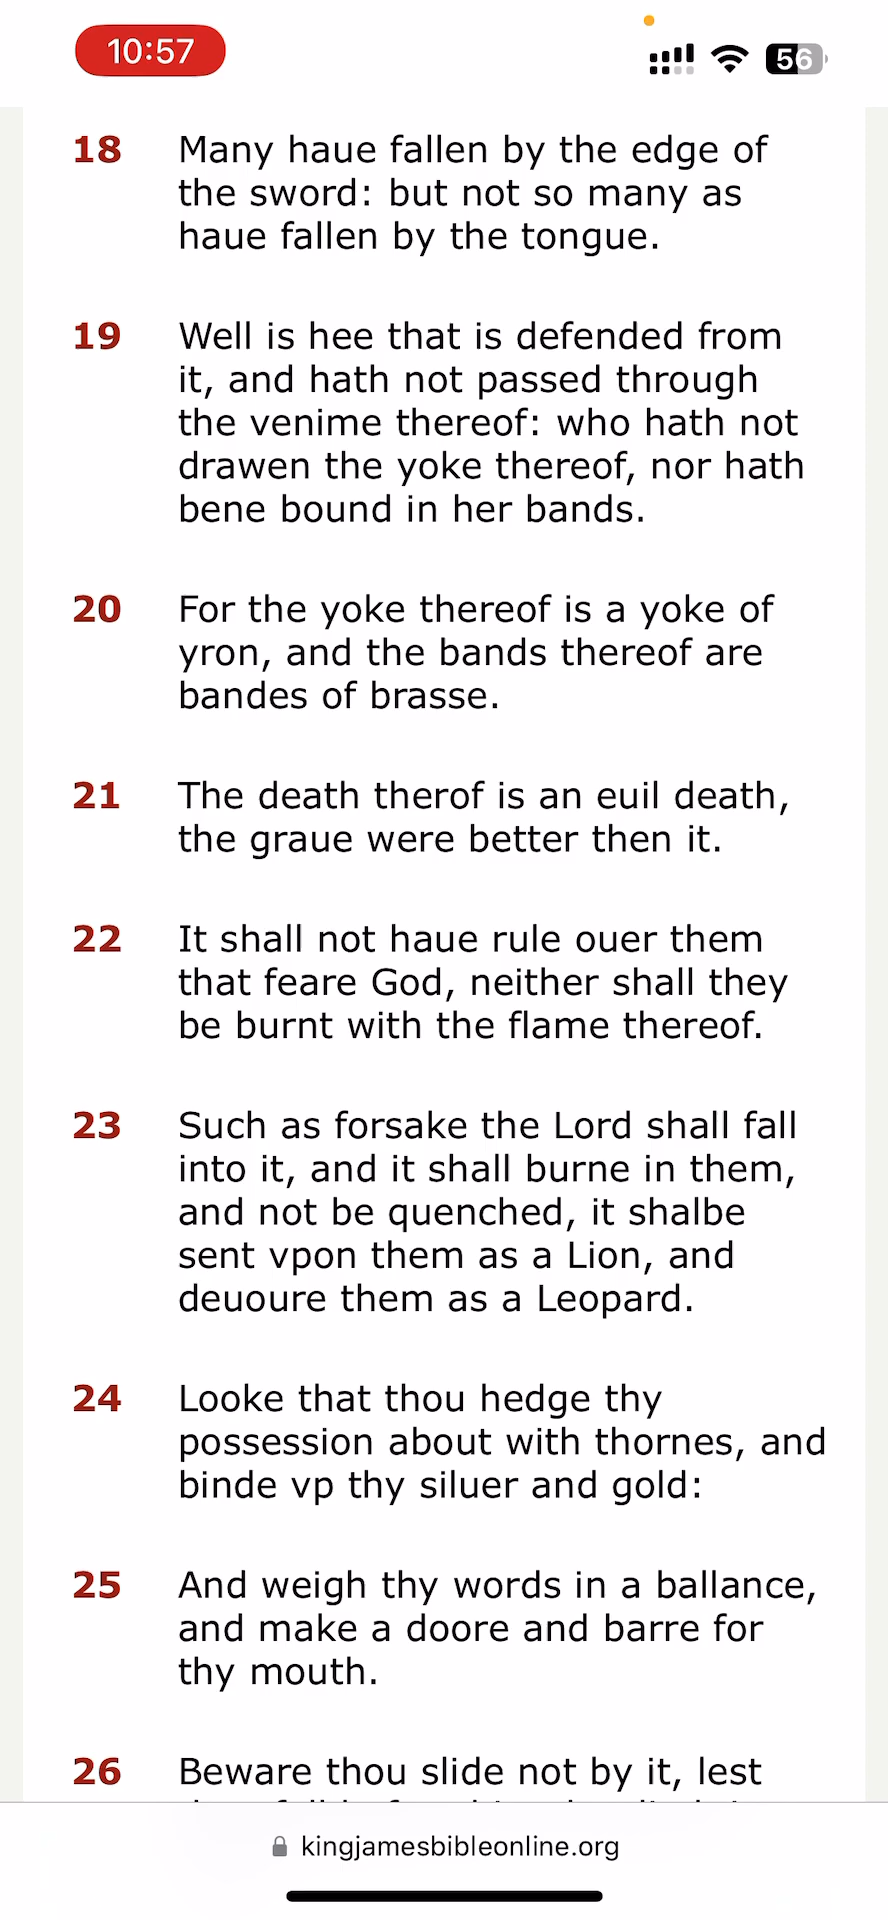 10:57
56
18 Many haue fallen by the edge of
the sword: but not so many as
haue fallen by the tongue.
19 Well is hee that is defended from
it, and hath not passed through
the venime thereof: who hath not
drawen the yoke thereof, nor hath
bene bound in her bands.
20 For the yoke thereof is a yoke of
yron, and the bands thereof are
bandes of brasse.
21 The death therof is an euil death,
the graue were better then it.
22 It shall not haue rule ouer them
that feare God, neither shall they
be burnt with the flame thereof.
23 Such as forsake the Lord shall fall
into it, and it shall burne in them,
and not be quenched, it shalbe
sent vpon them as a Lion, and
deuoure them as a Leopard.
24 Looke that thou hedge thy
possession about with thornes, and
binde vp thy siluer and gold:
25 And weigh thy words in a ballance,
and make a doore and barre for
thy mouth.
26 Beware thou slide not by it, lest
kingjamesbibleonline.org